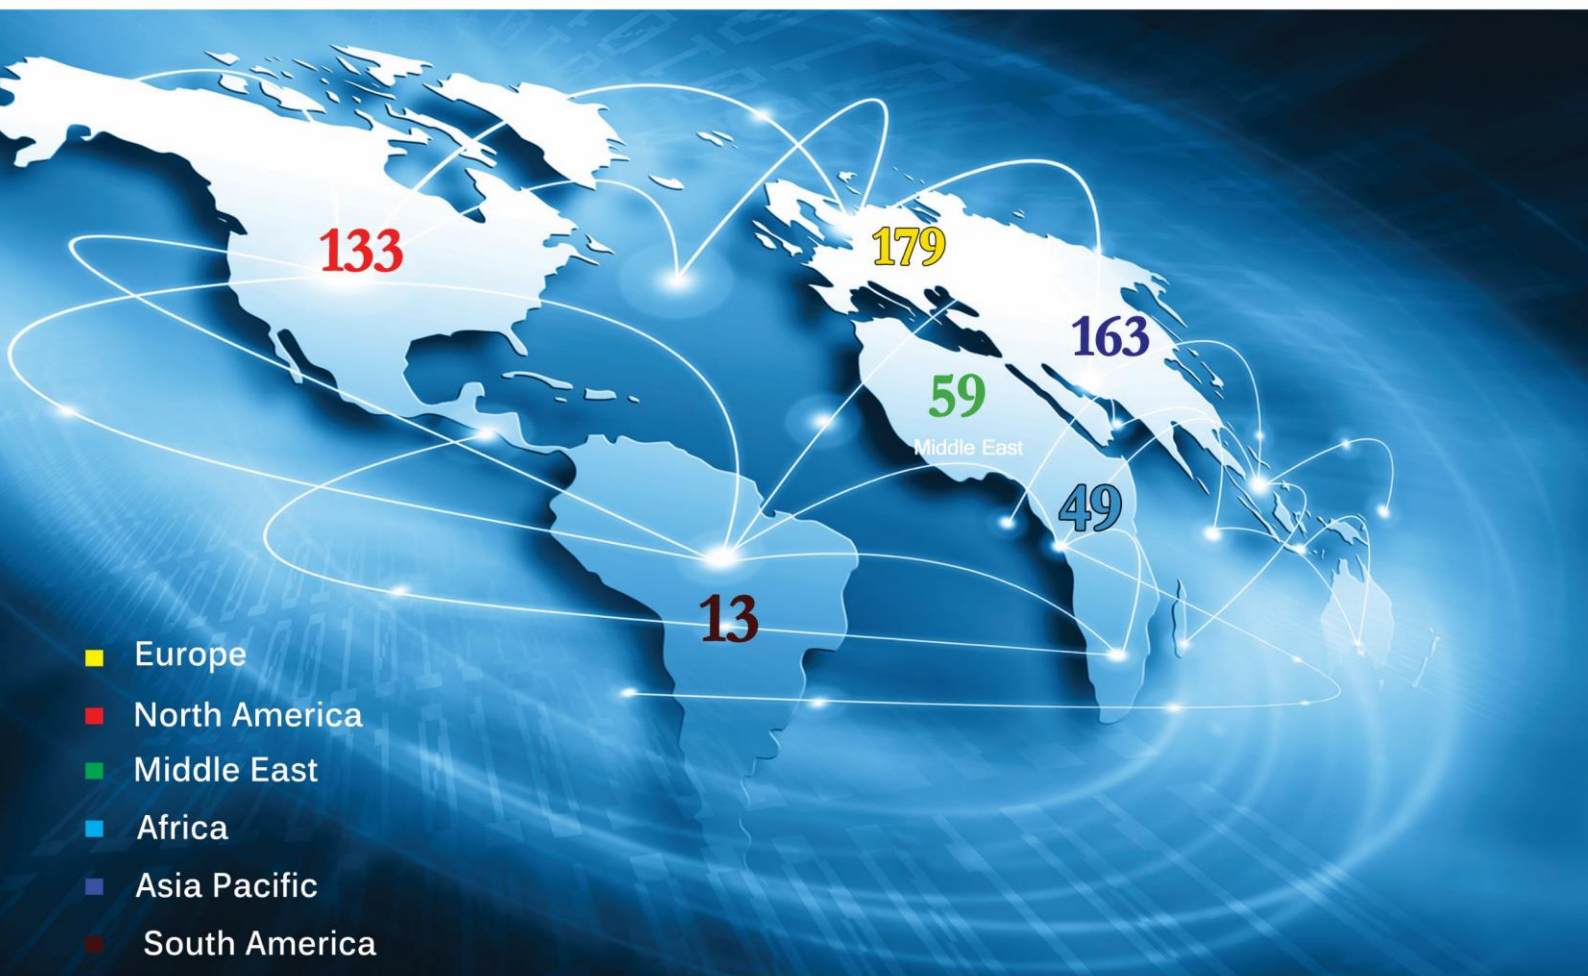 133
179
163
59
Middle East
49
13
Europe
North America
Middle East
Africa
Asia Pacific
South America